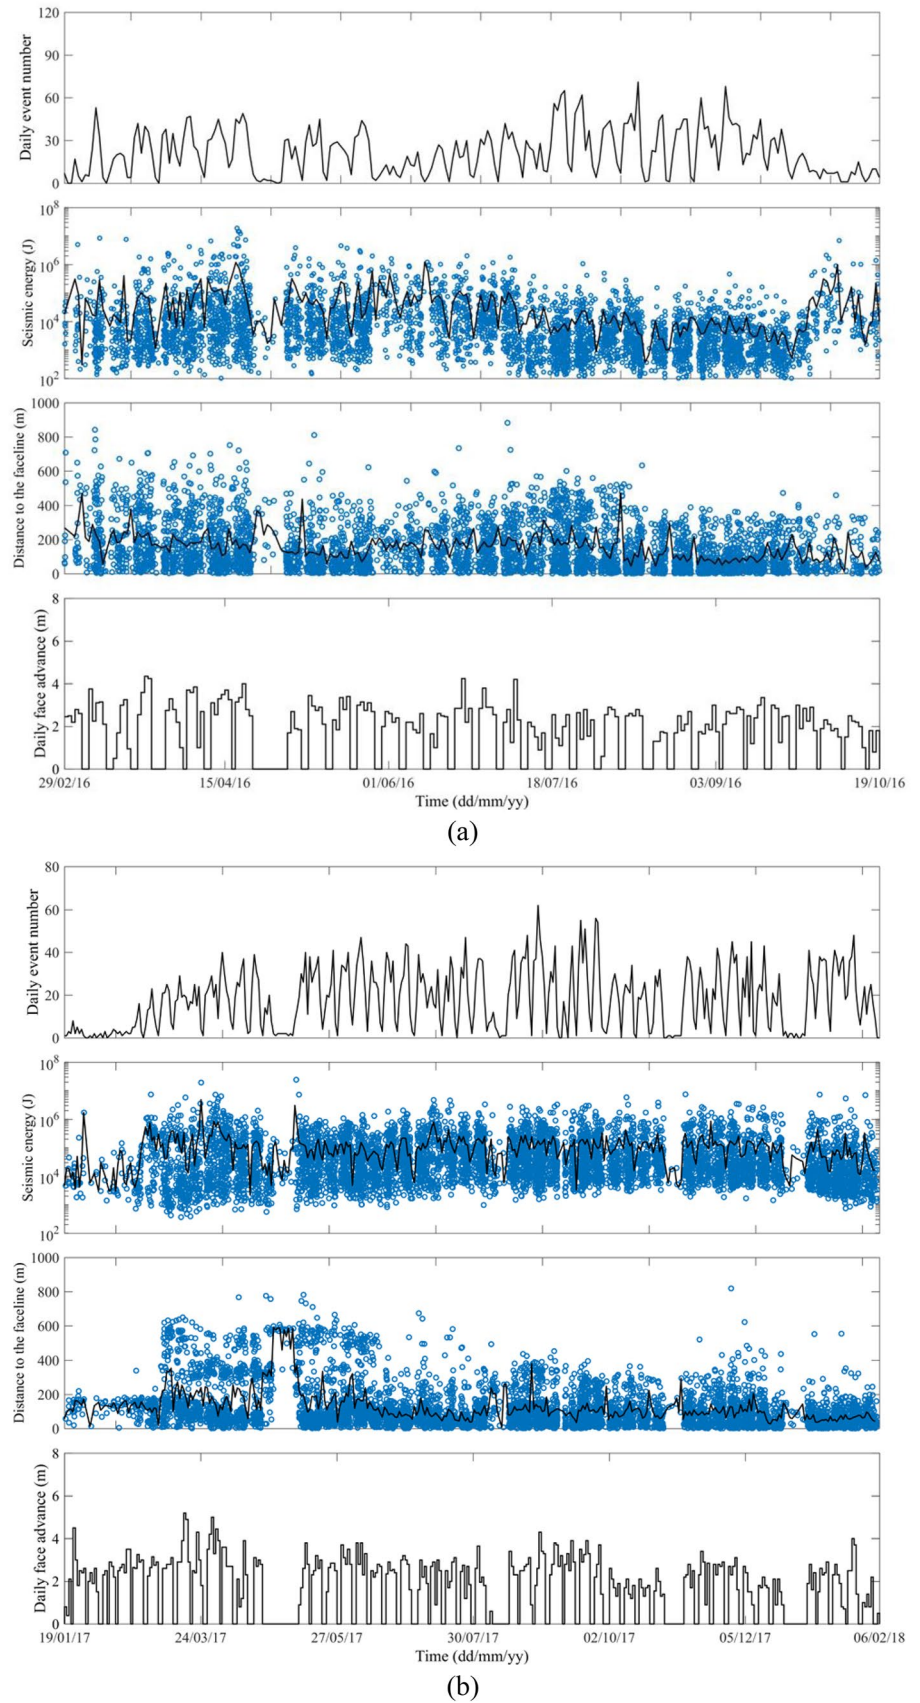 120
90
60
30
0
Daily event number
10^8
10^6
10^4
10^2
Seismic energy (J)
1000
800
600
400
200
0
Distance to the faceline (m)
8
6
4
2
0
Daily face advance (m)
29/02/16 15/04/16 01/06/16 18/07/16 03/09/16 19/10/16
Time (dd/mm/yy)
(a)
80
60
40
20
0
Daily event number
10^8
10^6
10^4
10^2
Seismic energy (J)
1000
800
600
400
200
0
Distance to the faceline (m)
8
6
4
2
0
Daily face advance (m)
19/01/17 24/03/17 27/05/17 30/07/17 02/10/17 05/12/17 06/02/18
Time (dd/mm/yy)
(b)